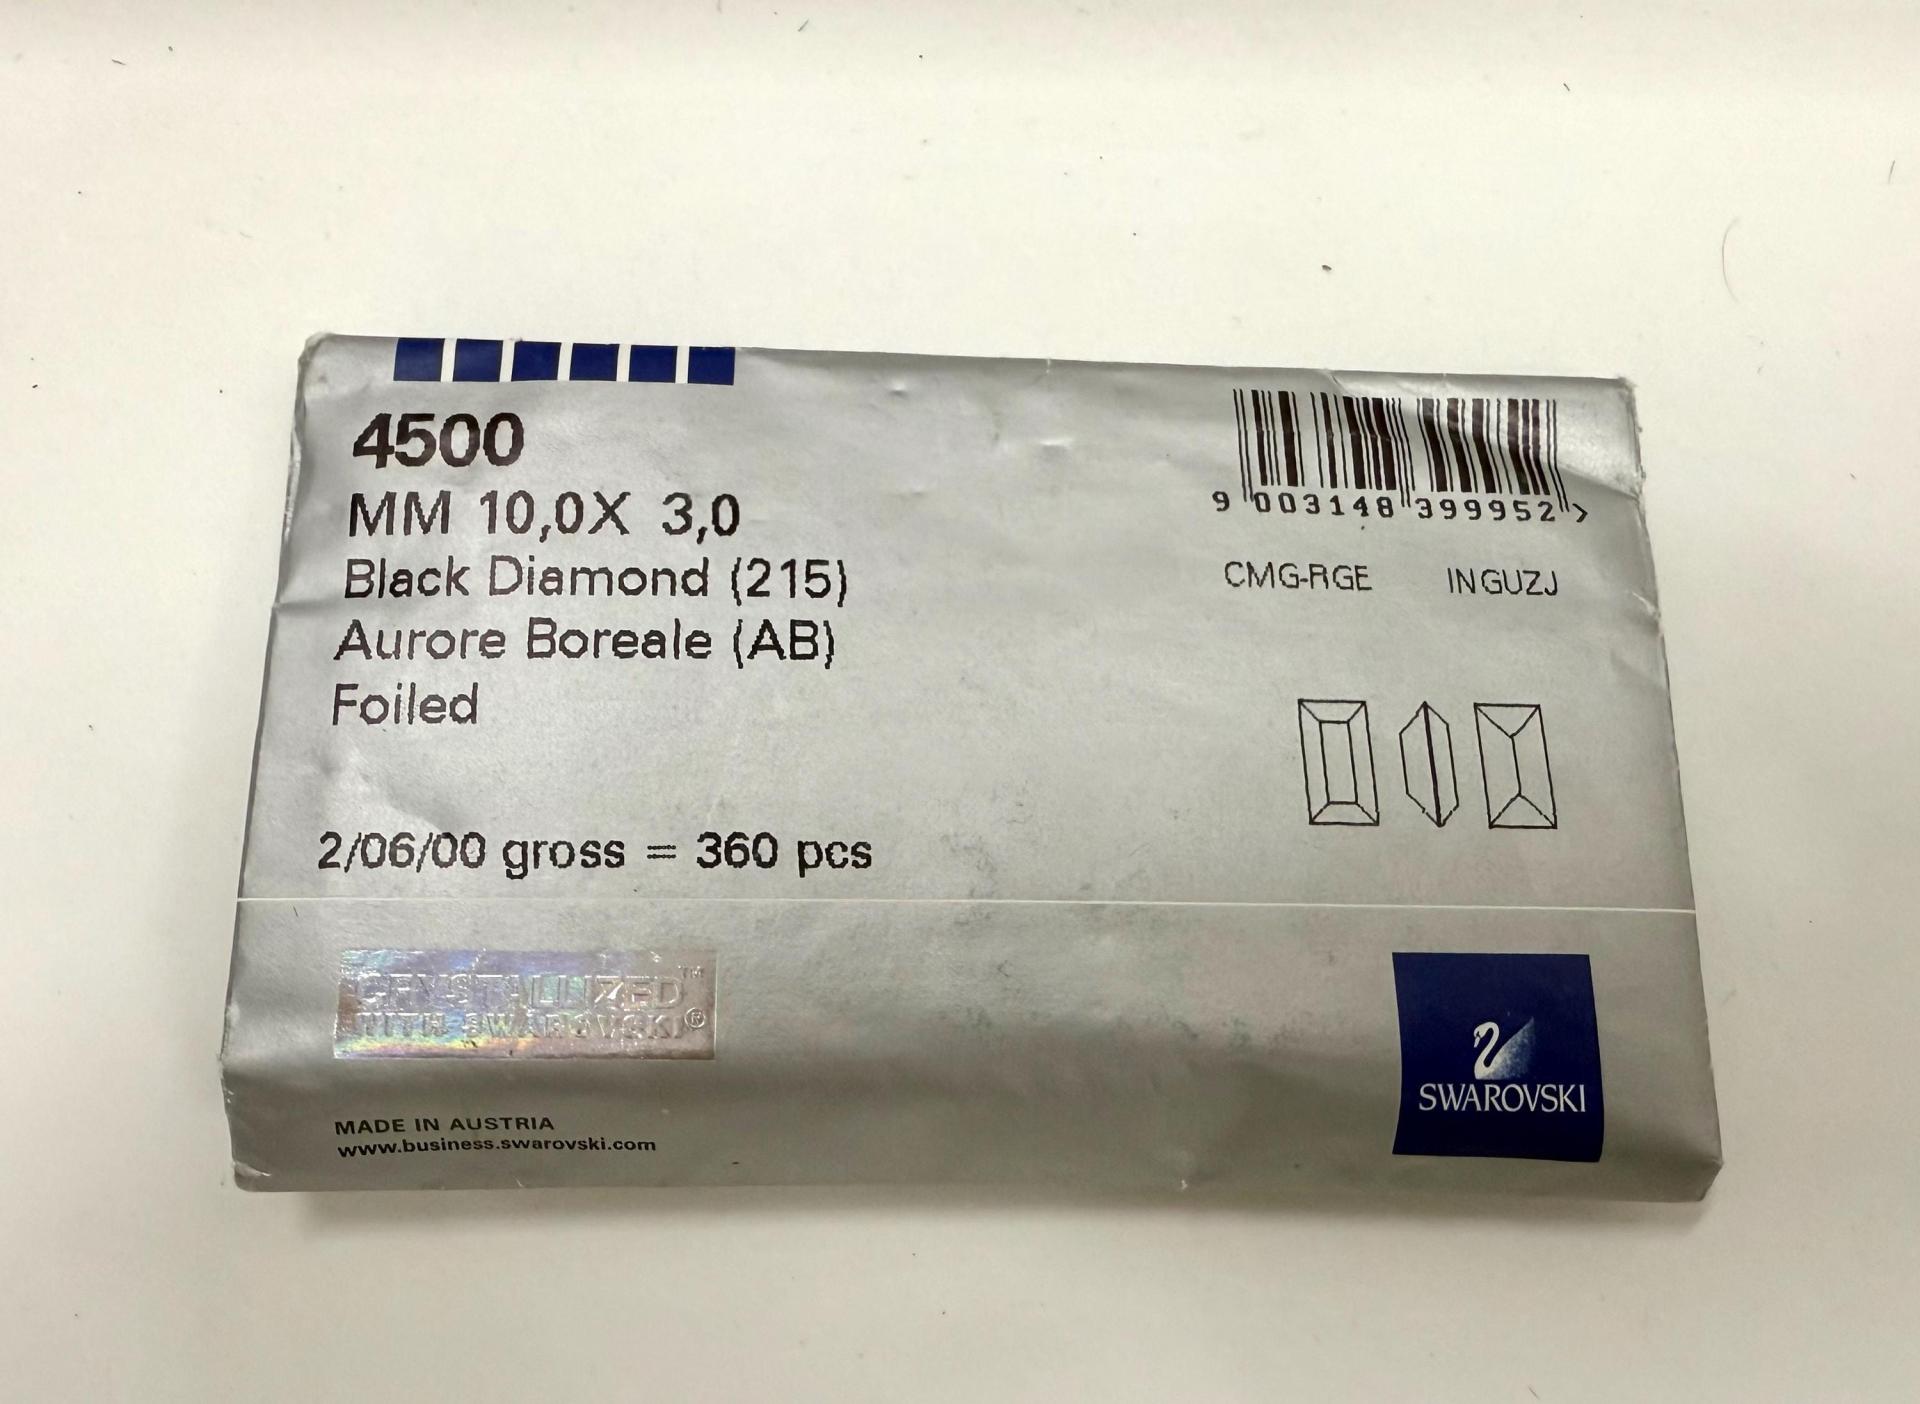 4500
MM 10,0X 3,0
Black Diamond (215)
Aurore Boreale (AB)
Foiled
2/06/00 gross = 360 pcs
9 003148 399952 >
CMG-RGE INGUZJ
CRYSTALLIZED™
WITH SWAROVSKI®
MADE IN AUSTRIA
www.business.swarovski.com
SWAROVSKI